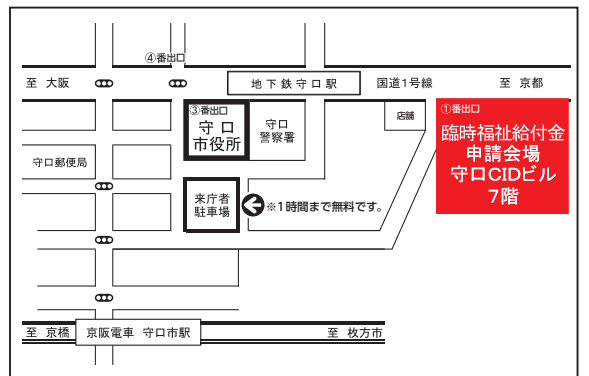 ④番出口
至 大阪
地下鉄守口駅
国道1号線
至 京都
③番出口
守口
市役所
守口
警察署
店舗
①番出口
臨時福祉給付金
申請会場
守口CIDビル
7階
守口郵便局
来庁者
駐車場
※1時間まで無料です。
至 京橋
京阪電車 守口市駅
至 枚方市